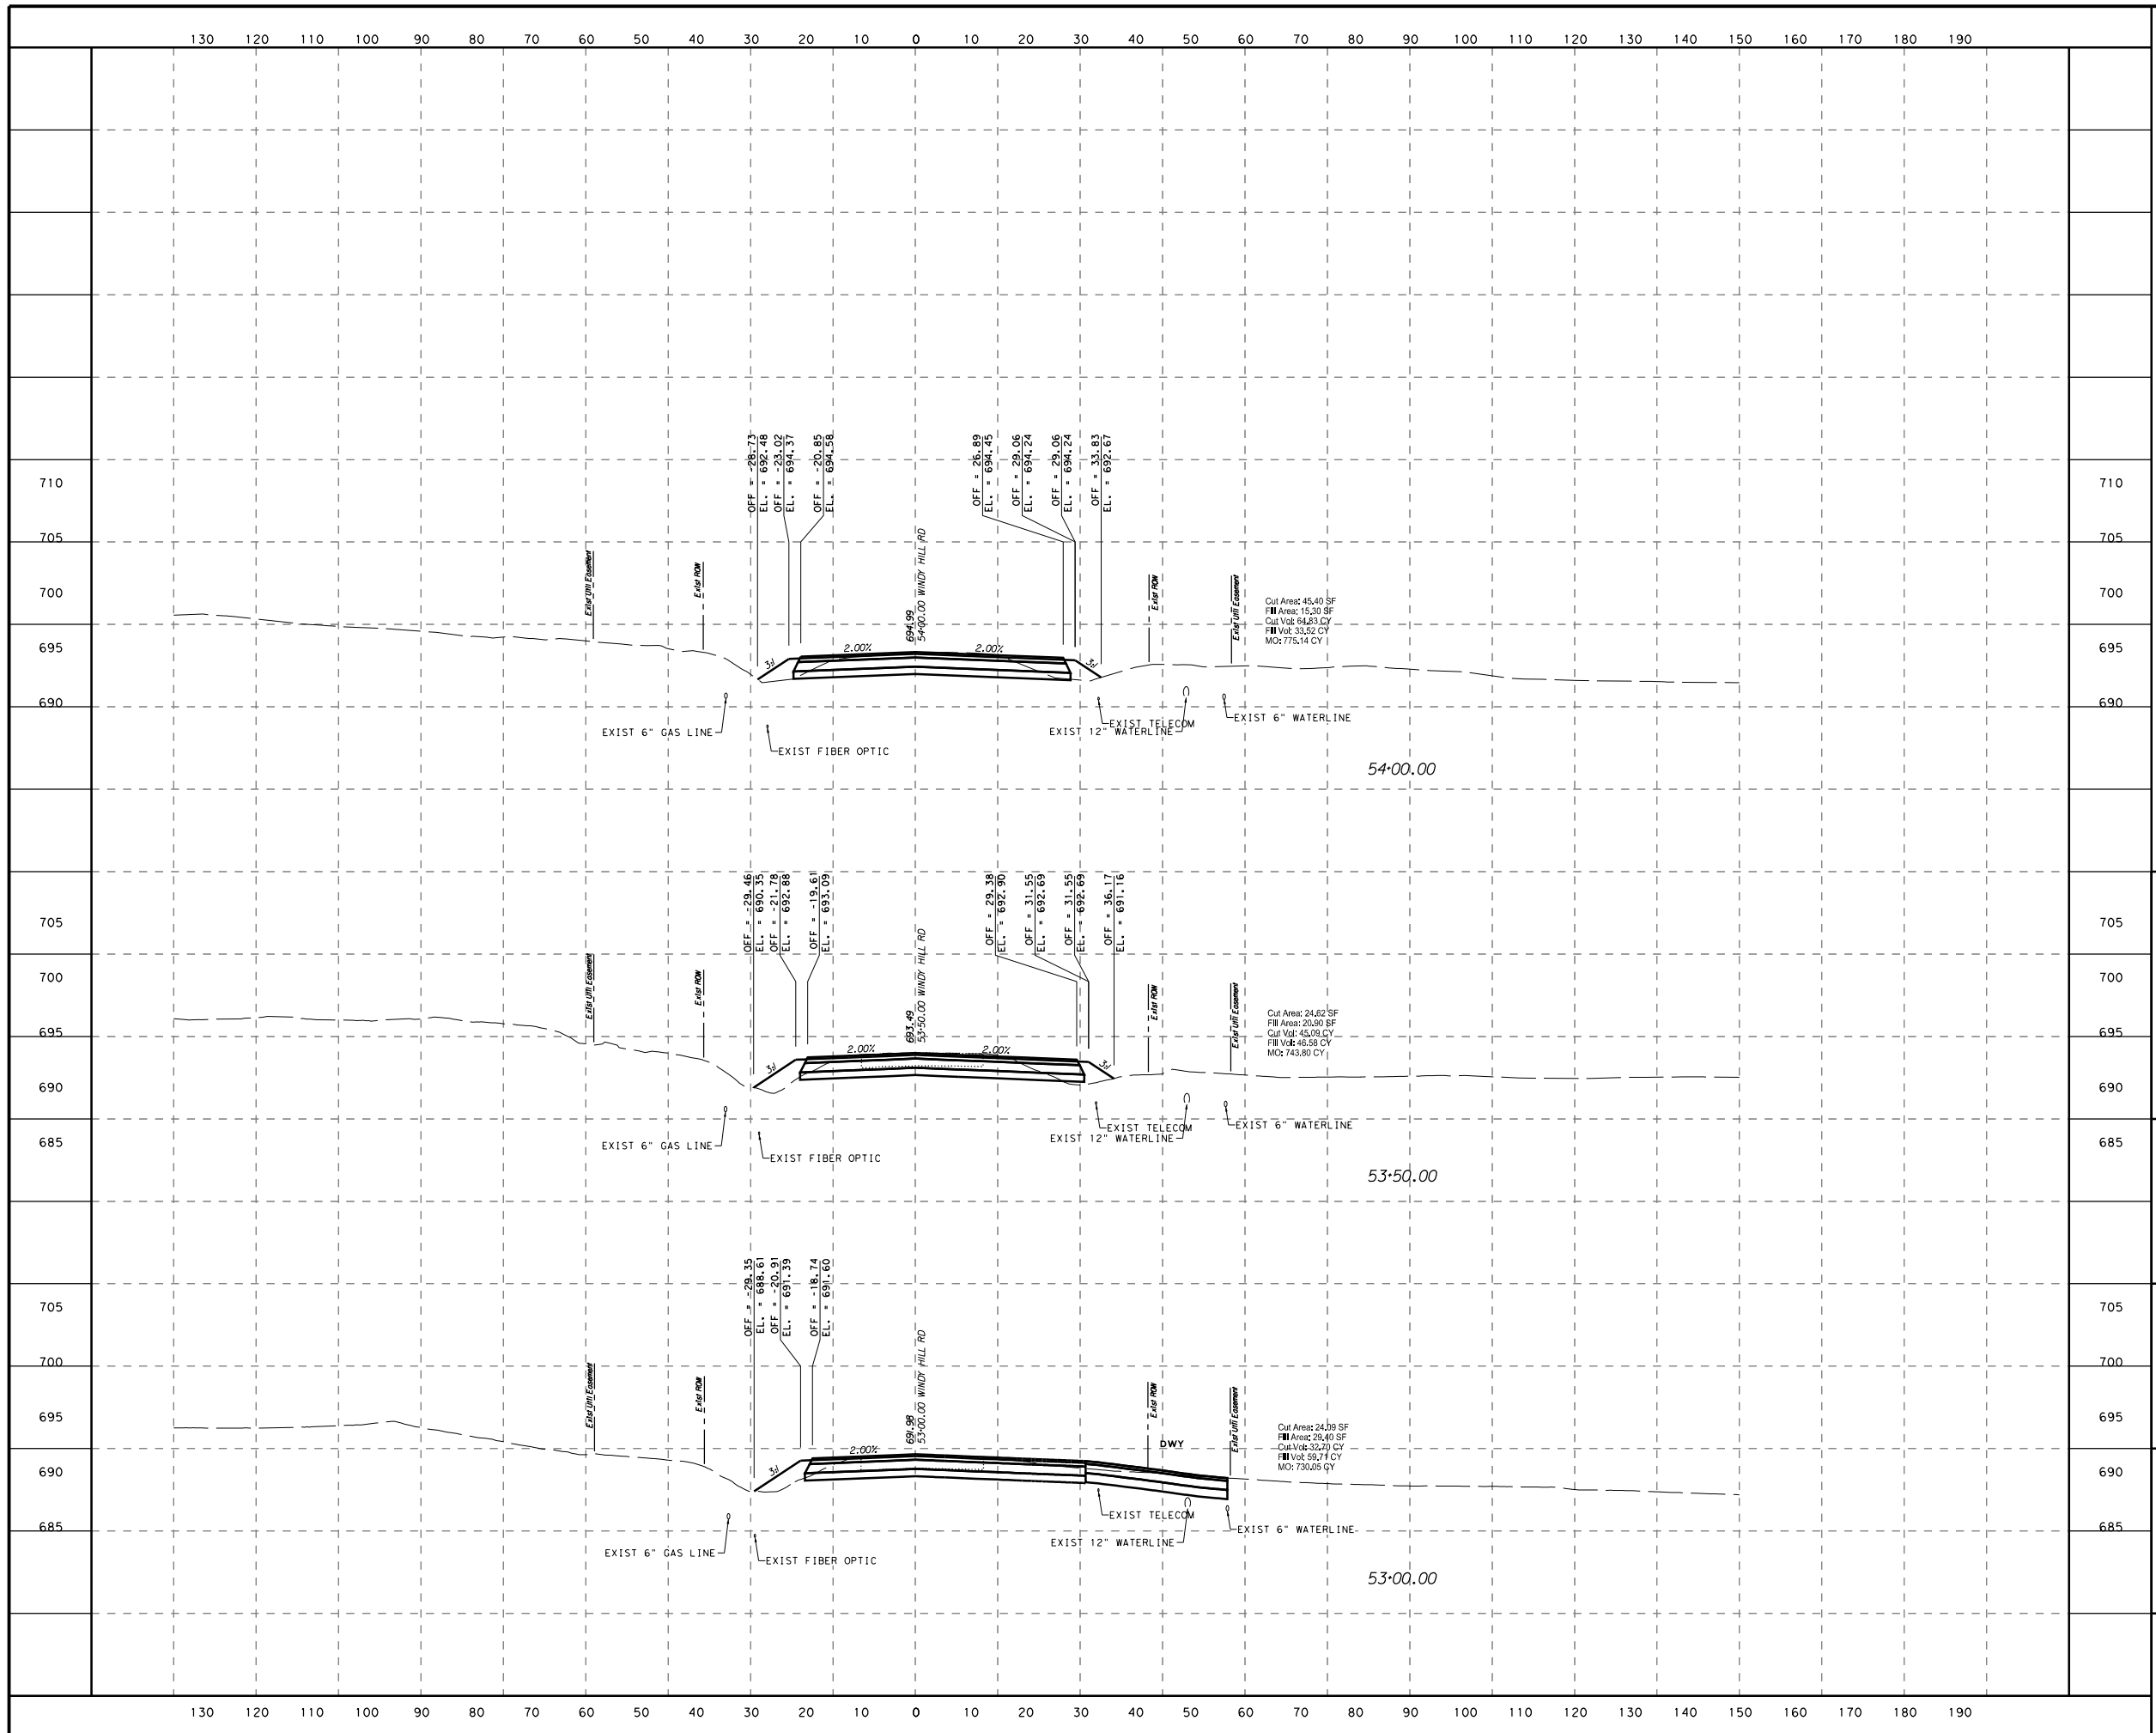 130 120 110 100 90 80 70 60 50 40 30 20 10 0 10 20 30 40 50 60 70 80 90 100 110 120 130 140 150 160 170 180 190
OFF = -28.73
EL. = 692.48
OFF = -23.02
EL. = 694.37
OFF = -20.85
EL. = 694.58
OFF = 26.89
EL. = 694.45
OFF = 29.06
EL. = 694.24
OFF = 29.06
EL. = 694.24
OFF = 33.83
EL. = 692.67
710 710
705 705
700 700
695 695
690 690
Exist Util Easement
Exist ROW
694.99
54+00.00 WINDY HILL RD
Exist ROW
Exist Util Easement
Cut Area: 45.40 SF
Fill Area: 15.30 SF
Cut Vol: 64.83 CY
Fill Vol: 33.52 CY
MO: 775.14 CY
3:1
2.00%
2.00%
3:1
EXIST 6" GAS LINE
EXIST FIBER OPTIC
EXIST TELECOM
EXIST 12" WATERLINE
EXIST 6" WATERLINE
54+00.00
OFF = -29.46
EL. = 690.35
OFF = -21.78
EL. = 692.88
OFF = -19.61
EL. = 693.09
OFF = 29.38
EL. = 692.90
OFF = 31.55
EL. = 692.69
OFF = 31.55
EL. = 692.69
OFF = 36.17
EL. = 691.16
705 705
700 700
695 695
690 690
685 685
Exist Util Easement
Exist ROW
693.49
53+50.00 WINDY HILL RD
Exist ROW
Exist Util Easement
Cut Area: 24.62 SF
Fill Area: 20.90 SF
Cut Vol: 45.09 CY
Fill Vol: 46.58 CY
MO: 743.80 CY
3:1
2.00%
2.00%
3:1
EXIST 6" GAS LINE
EXIST FIBER OPTIC
EXIST TELECOM
EXIST 12" WATERLINE
EXIST 6" WATERLINE
53+50.00
OFF = -29.35
EL. = 688.61
OFF = -20.91
EL. = 691.39
OFF = -18.74
EL. = 691.60
705 705
700 700
695 695
690 690
685 685
Exist Util Easement
Exist ROW
691.98
53+00.00 WINDY HILL RD
Exist ROW
Exist Util Easement
DWY
Cut Area: 24.09 SF
Fill Area: 29.40 SF
Cut Vol: 32.70 CY
Fill Vol: 59.71 CY
MO: 730.05 CY
3:1
2.00%
EXIST 6" GAS LINE
EXIST FIBER OPTIC
EXIST TELECOM
EXIST 12" WATERLINE
EXIST 6" WATERLINE
53+00.00
130 120 110 100 90 80 70 60 50 40 30 20 10 0 10 20 30 40 50 60 70 80 90 100 110 120 130 140 150 160 170 180 190